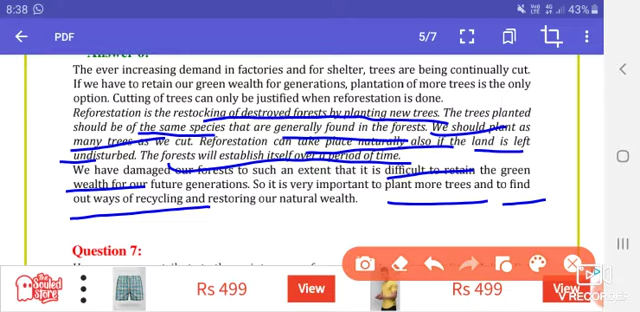 8:38
43%
PDF
5/7
Answer 6:
The ever increasing demand in factories and for shelter, trees are being continually cut.
If we have to retain our green wealth for generations, plantation of more trees is the only
option. Cutting of trees can only be justified when reforestation is done.
Reforestation is the restocking of destroyed forests by planting new trees. The trees planted
should be of the same species that are generally found in the forests. We should plant as
many trees as we cut. Reforestation can take place naturally also if the land is left
undisturbed. The forests will establish itself over a period of time.
We have damaged our forests to such an extent that it is difficult to retain the green
wealth for our future generations. So it is very important to plant more trees and to find
out ways of recycling and restoring our natural wealth.
Question 7:
The Souled Store
Rs 499
View
Rs 499
View
V RECORDER